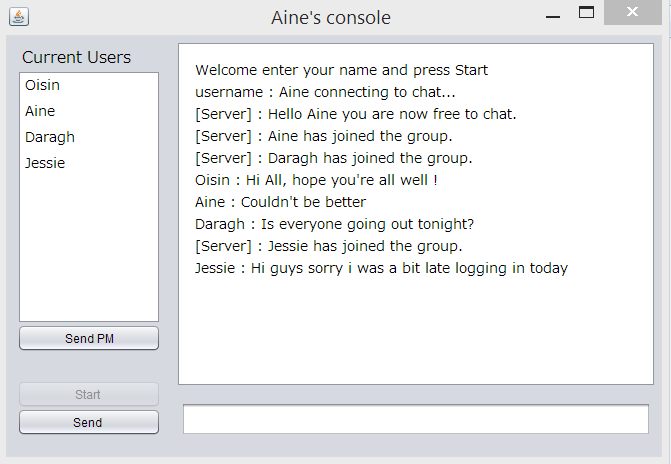 Aine's console
Current Users
Oisin
Aine
Daragh
Jessie
Send PM
Start
Send
Welcome enter your name and press Start
username : Aine connecting to chat...
[Server] : Hello Aine you are now free to chat.
[Server] : Aine has joined the group.
[Server] : Daragh has joined the group.
Oisin : Hi All, hope you're all well !
Aine : Couldn't be better
Daragh : Is everyone going out tonight?
[Server] : Jessie has joined the group.
Jessie : Hi guys sorry i was a bit late logging in today